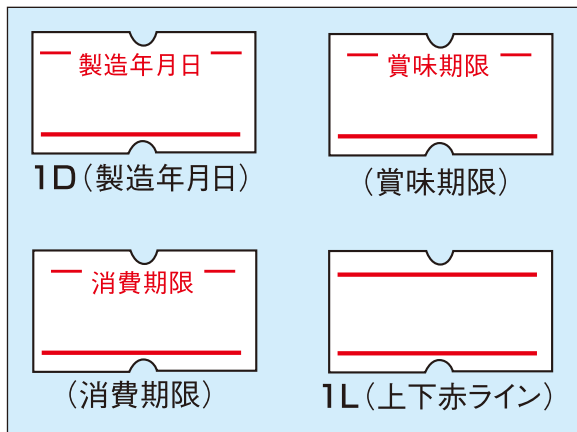 製造年月日
1D(製造年月日)
賞味期限
(賞味期限)
消費期限
(消費期限)
1L(上下赤ライン)